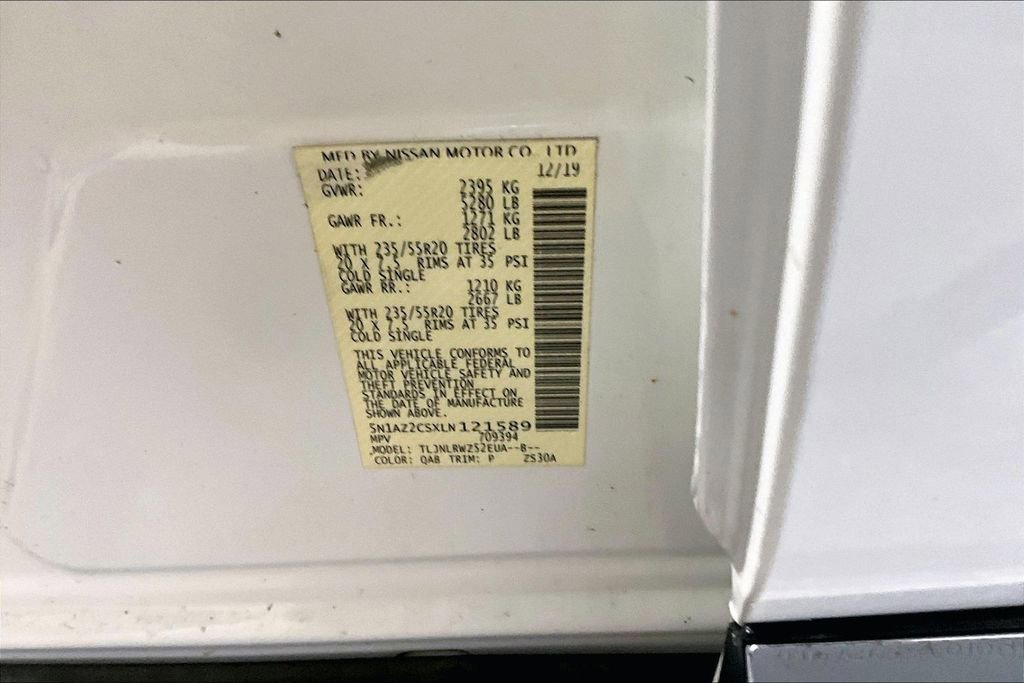 MFD BY NISSAN MOTOR CO. LTD
DATE: 12/19
GVWR: 2395 KG
5280 LB
GAWR FR.: 1271 KG
2802 LB
WITH 235/55R20 TIRES
20 X 7.5 RIMS AT 35 PSI
COLD SINGLE
GAWR RR.: 1210 KG
2667 LB
WITH 235/55R20 TIRES
20 X 7.5 RIMS AT 35 PSI
COLD SINGLE
THIS VEHICLE CONFORMS TO
ALL APPLICABLE FEDERAL
MOTOR VEHICLE SAFETY AND
THEFT PREVENTION
STANDARDS IN EFFECT ON
THE DATE OF MANUFACTURE
SHOWN ABOVE.
5N1AZ2CSXLN121589
MPV 709394
MODEL: TLJNLRWZ52EUA--B--
COLOR: QAB TRIM: P Z530A